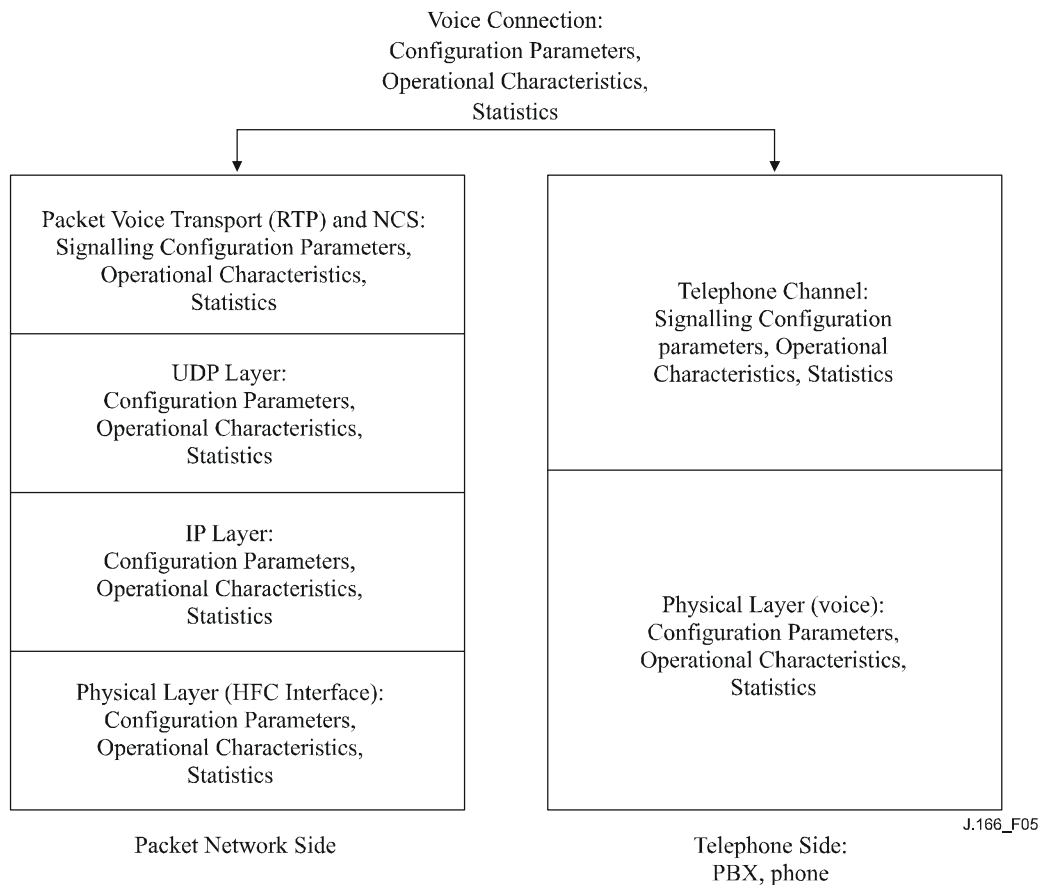 Voice Connection:
Configuration Parameters,
Operational Characteristics,
Statistics
Packet Voice Transport (RTP) and NCS:
Signalling Configuration Parameters,
Operational Characteristics,
Statistics
UDP Layer:
Configuration Parameters,
Operational Characteristics,
Statistics
IP Layer:
Configuration Parameters,
Operational Characteristics,
Statistics
Physical Layer (HFC Interface):
Configuration Parameters,
Operational Characteristics,
Statistics
Packet Network Side
Telephone Channel:
Signalling Configuration
parameters, Operational
Characteristics, Statistics
Physical Layer (voice):
Configuration Parameters,
Operational Characteristics,
Statistics
J.166_F05
Telephone Side:
PBX, phone